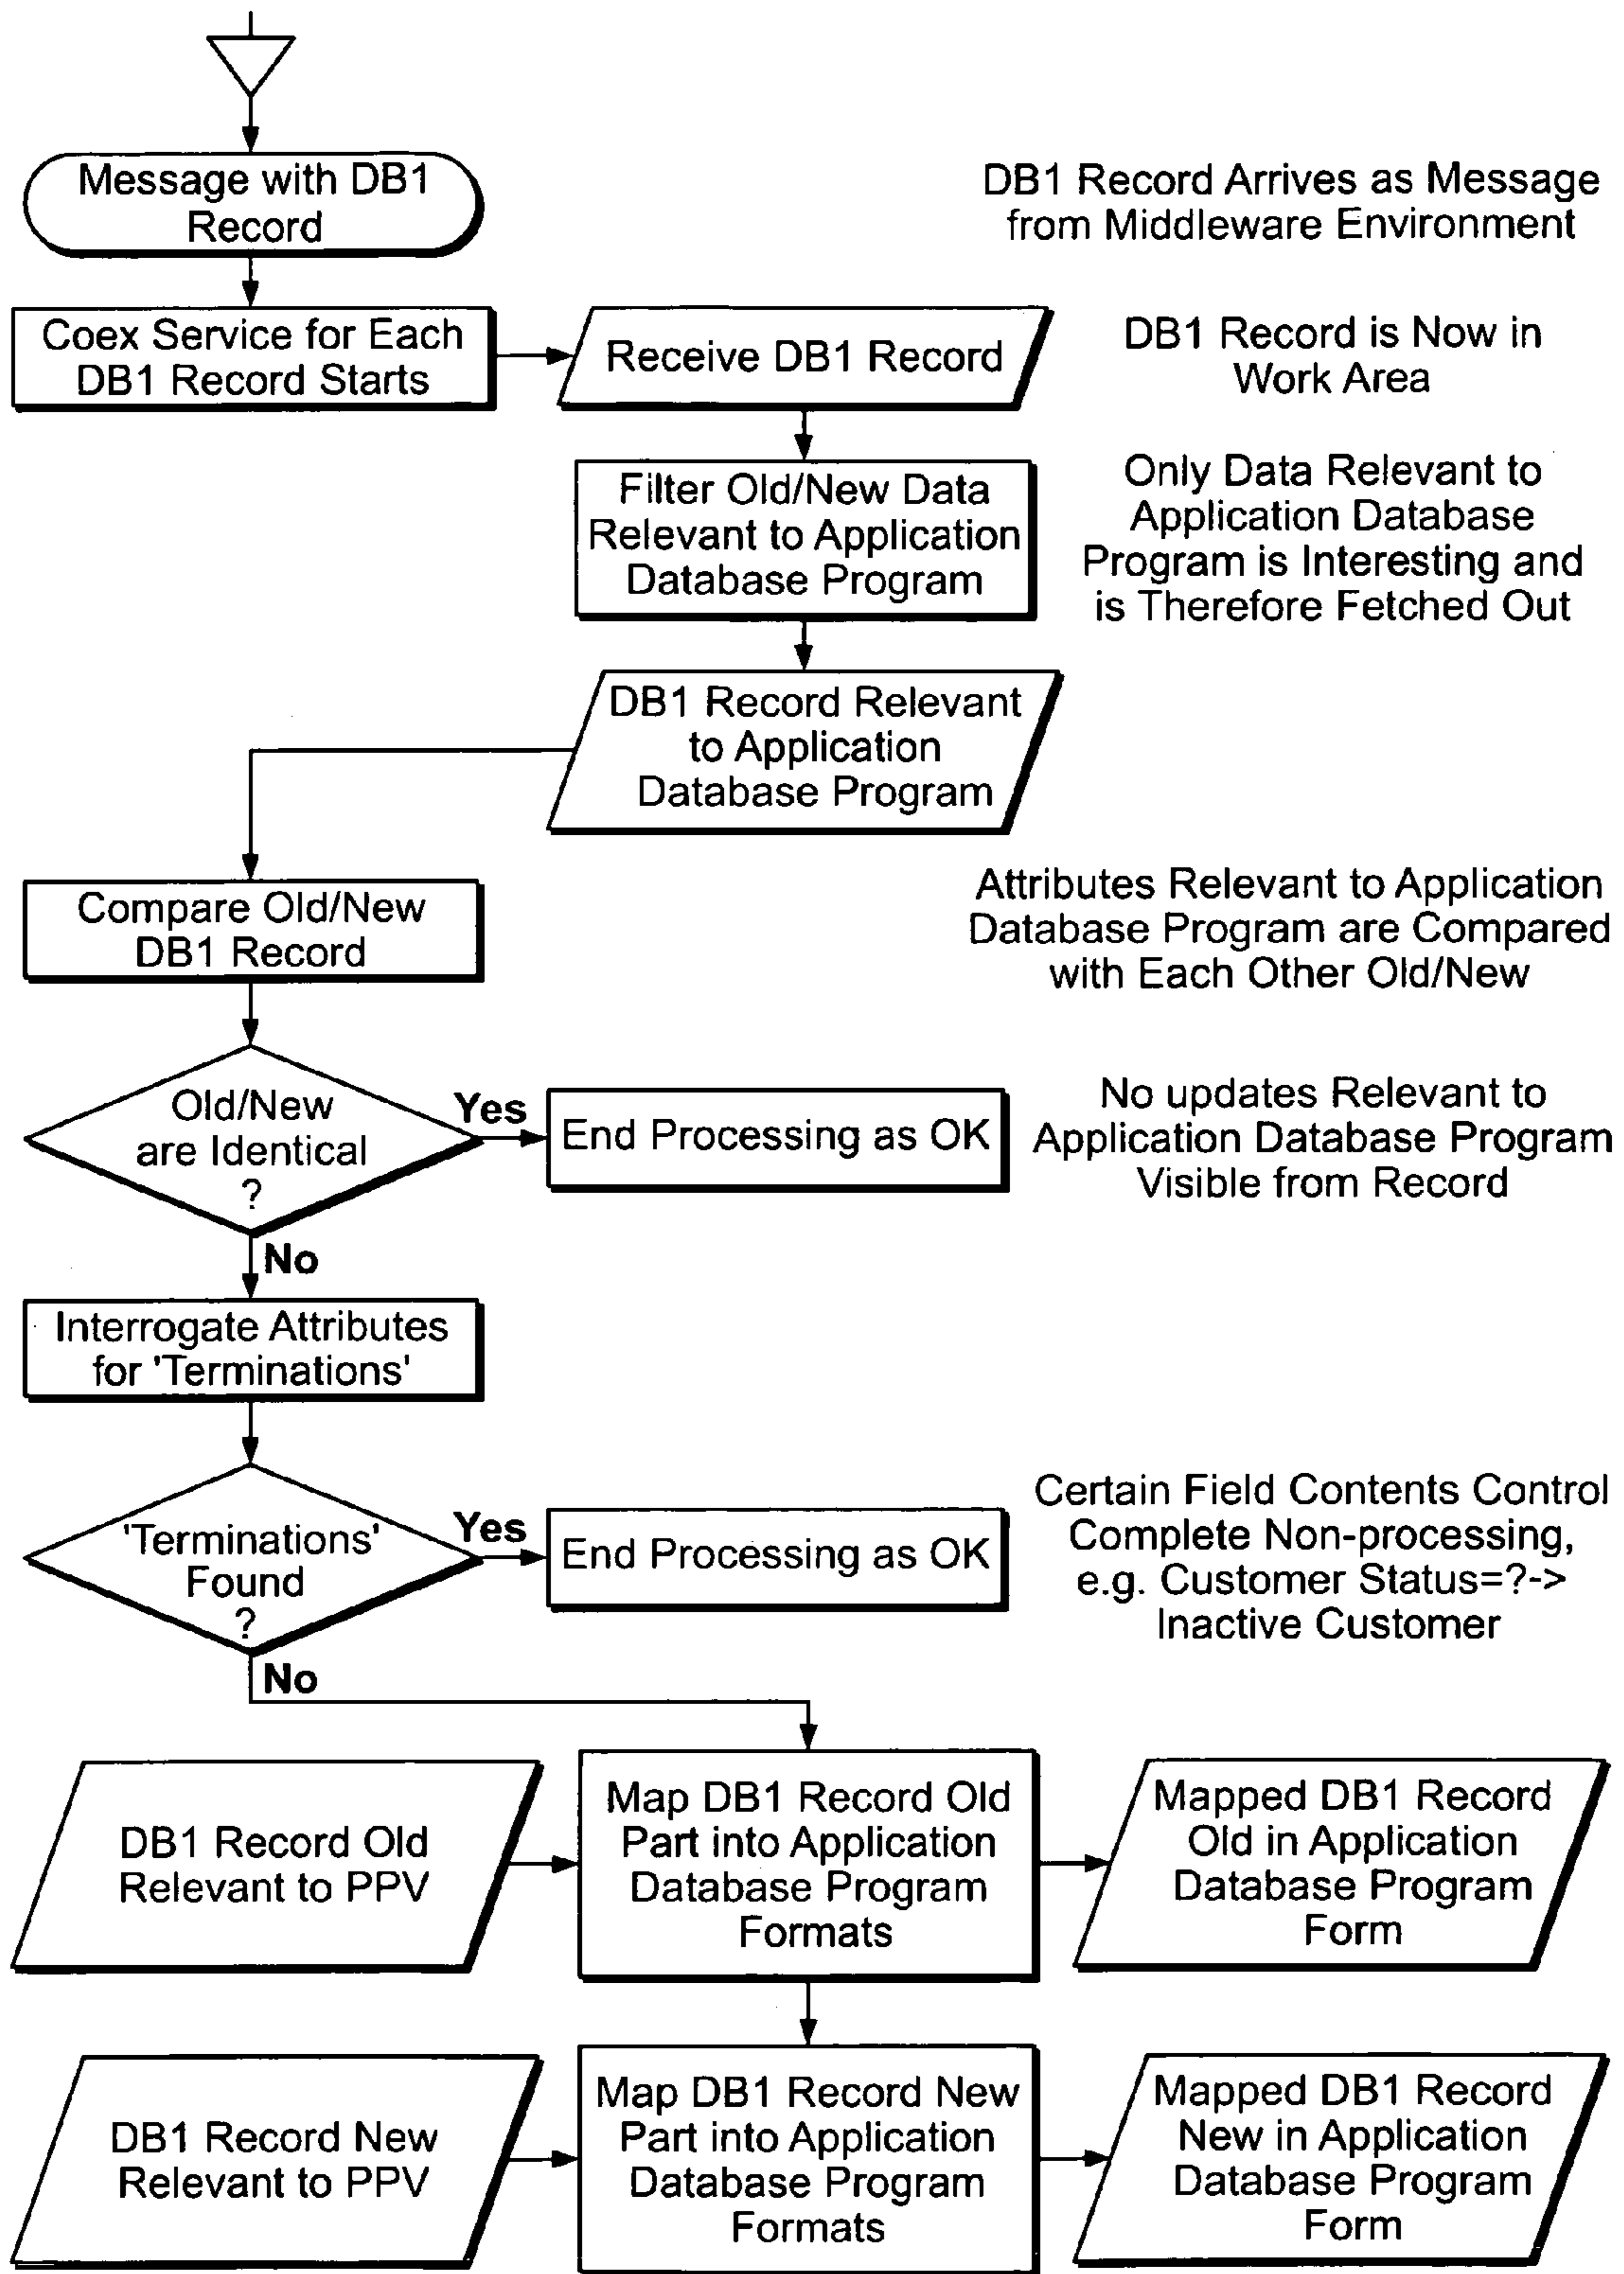 Message with DB1
Record
DB1 Record Arrives as Message
from Middleware Environment
Coex Service for Each
DB1 Record Starts
Receive DB1 Record
DB1 Record is Now in
Work Area
Filter Old/New Data
Relevant to Application
Database Program
Only Data Relevant to
Application Database
Program is Interesting and
is Therefore Fetched Out
DB1 Record Relevant
to Application
Database Program
Compare Old/New
DB1 Record
Attributes Relevant to Application
Database Program are Compared
with Each Other Old/New
Old/New
are Identical
?
Yes
End Processing as OK
No updates Relevant to
Application Database Program
Visible from Record
No
Interrogate Attributes
for 'Terminations'
'Terminations'
Found
?
Yes
End Processing as OK
Certain Field Contents Control
Complete Non-processing,
e.g. Customer Status=?->
Inactive Customer
No
DB1 Record Old
Relevant to PPV
Map DB1 Record Old
Part into Application
Database Program
Formats
Mapped DB1 Record
Old in Application
Database Program
Form
DB1 Record New
Relevant to PPV
Map DB1 Record New
Part into Application
Database Program
Formats
Mapped DB1 Record
New in Application
Database Program
Form